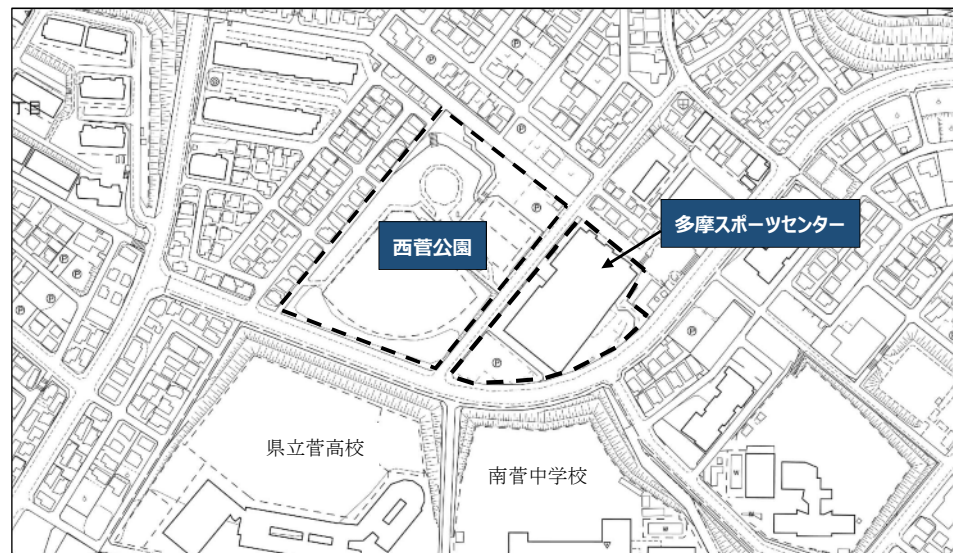 丁目
西菅公園
多摩スポーツセンター
県立菅高校
南菅中学校